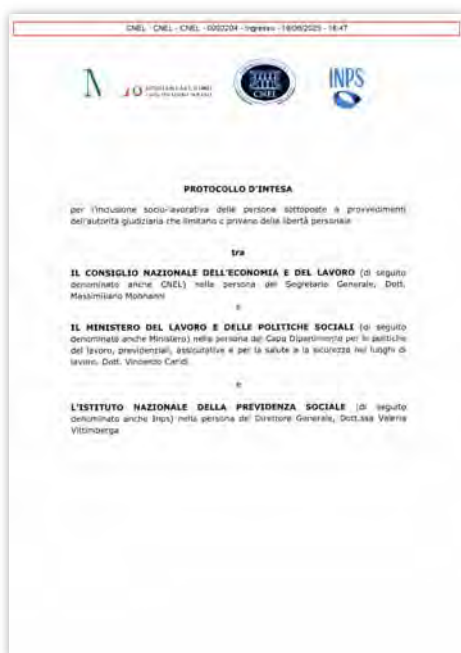 CNEL - CNEL - CNEL - 0002204 - Ingresso - 16/06/2025 - 16:47
CNEL
INPS
PROTOCOLLO D'INTESA
per l'inclusione socio-lavorativa delle persone sottoposte a provvedimenti
dell'autorità giudiziaria che limitano o privano della libertà personale
tra
IL CONSIGLIO NAZIONALE DELL'ECONOMIA E DEL LAVORO (di seguito
denominato anche CNEL) nella persona del Segretario Generale, Dott.
Massimiliano Monnanni
e
IL MINISTERO DEL LAVORO E DELLE POLITICHE SOCIALI (di seguito
denominato anche Ministero) nella persona del Capo Dipartimento per le politiche
del lavoro, previdenziali, assicurative e per la salute e la sicurezza nei luoghi di
lavoro, Dott. Vincenzo Caridi
e
L'ISTITUTO NAZIONALE DELLA PREVIDENZA SOCIALE (di seguito
denominato anche Inps) nella persona del Direttore Generale, Dott.ssa Valeria
Vittimberga